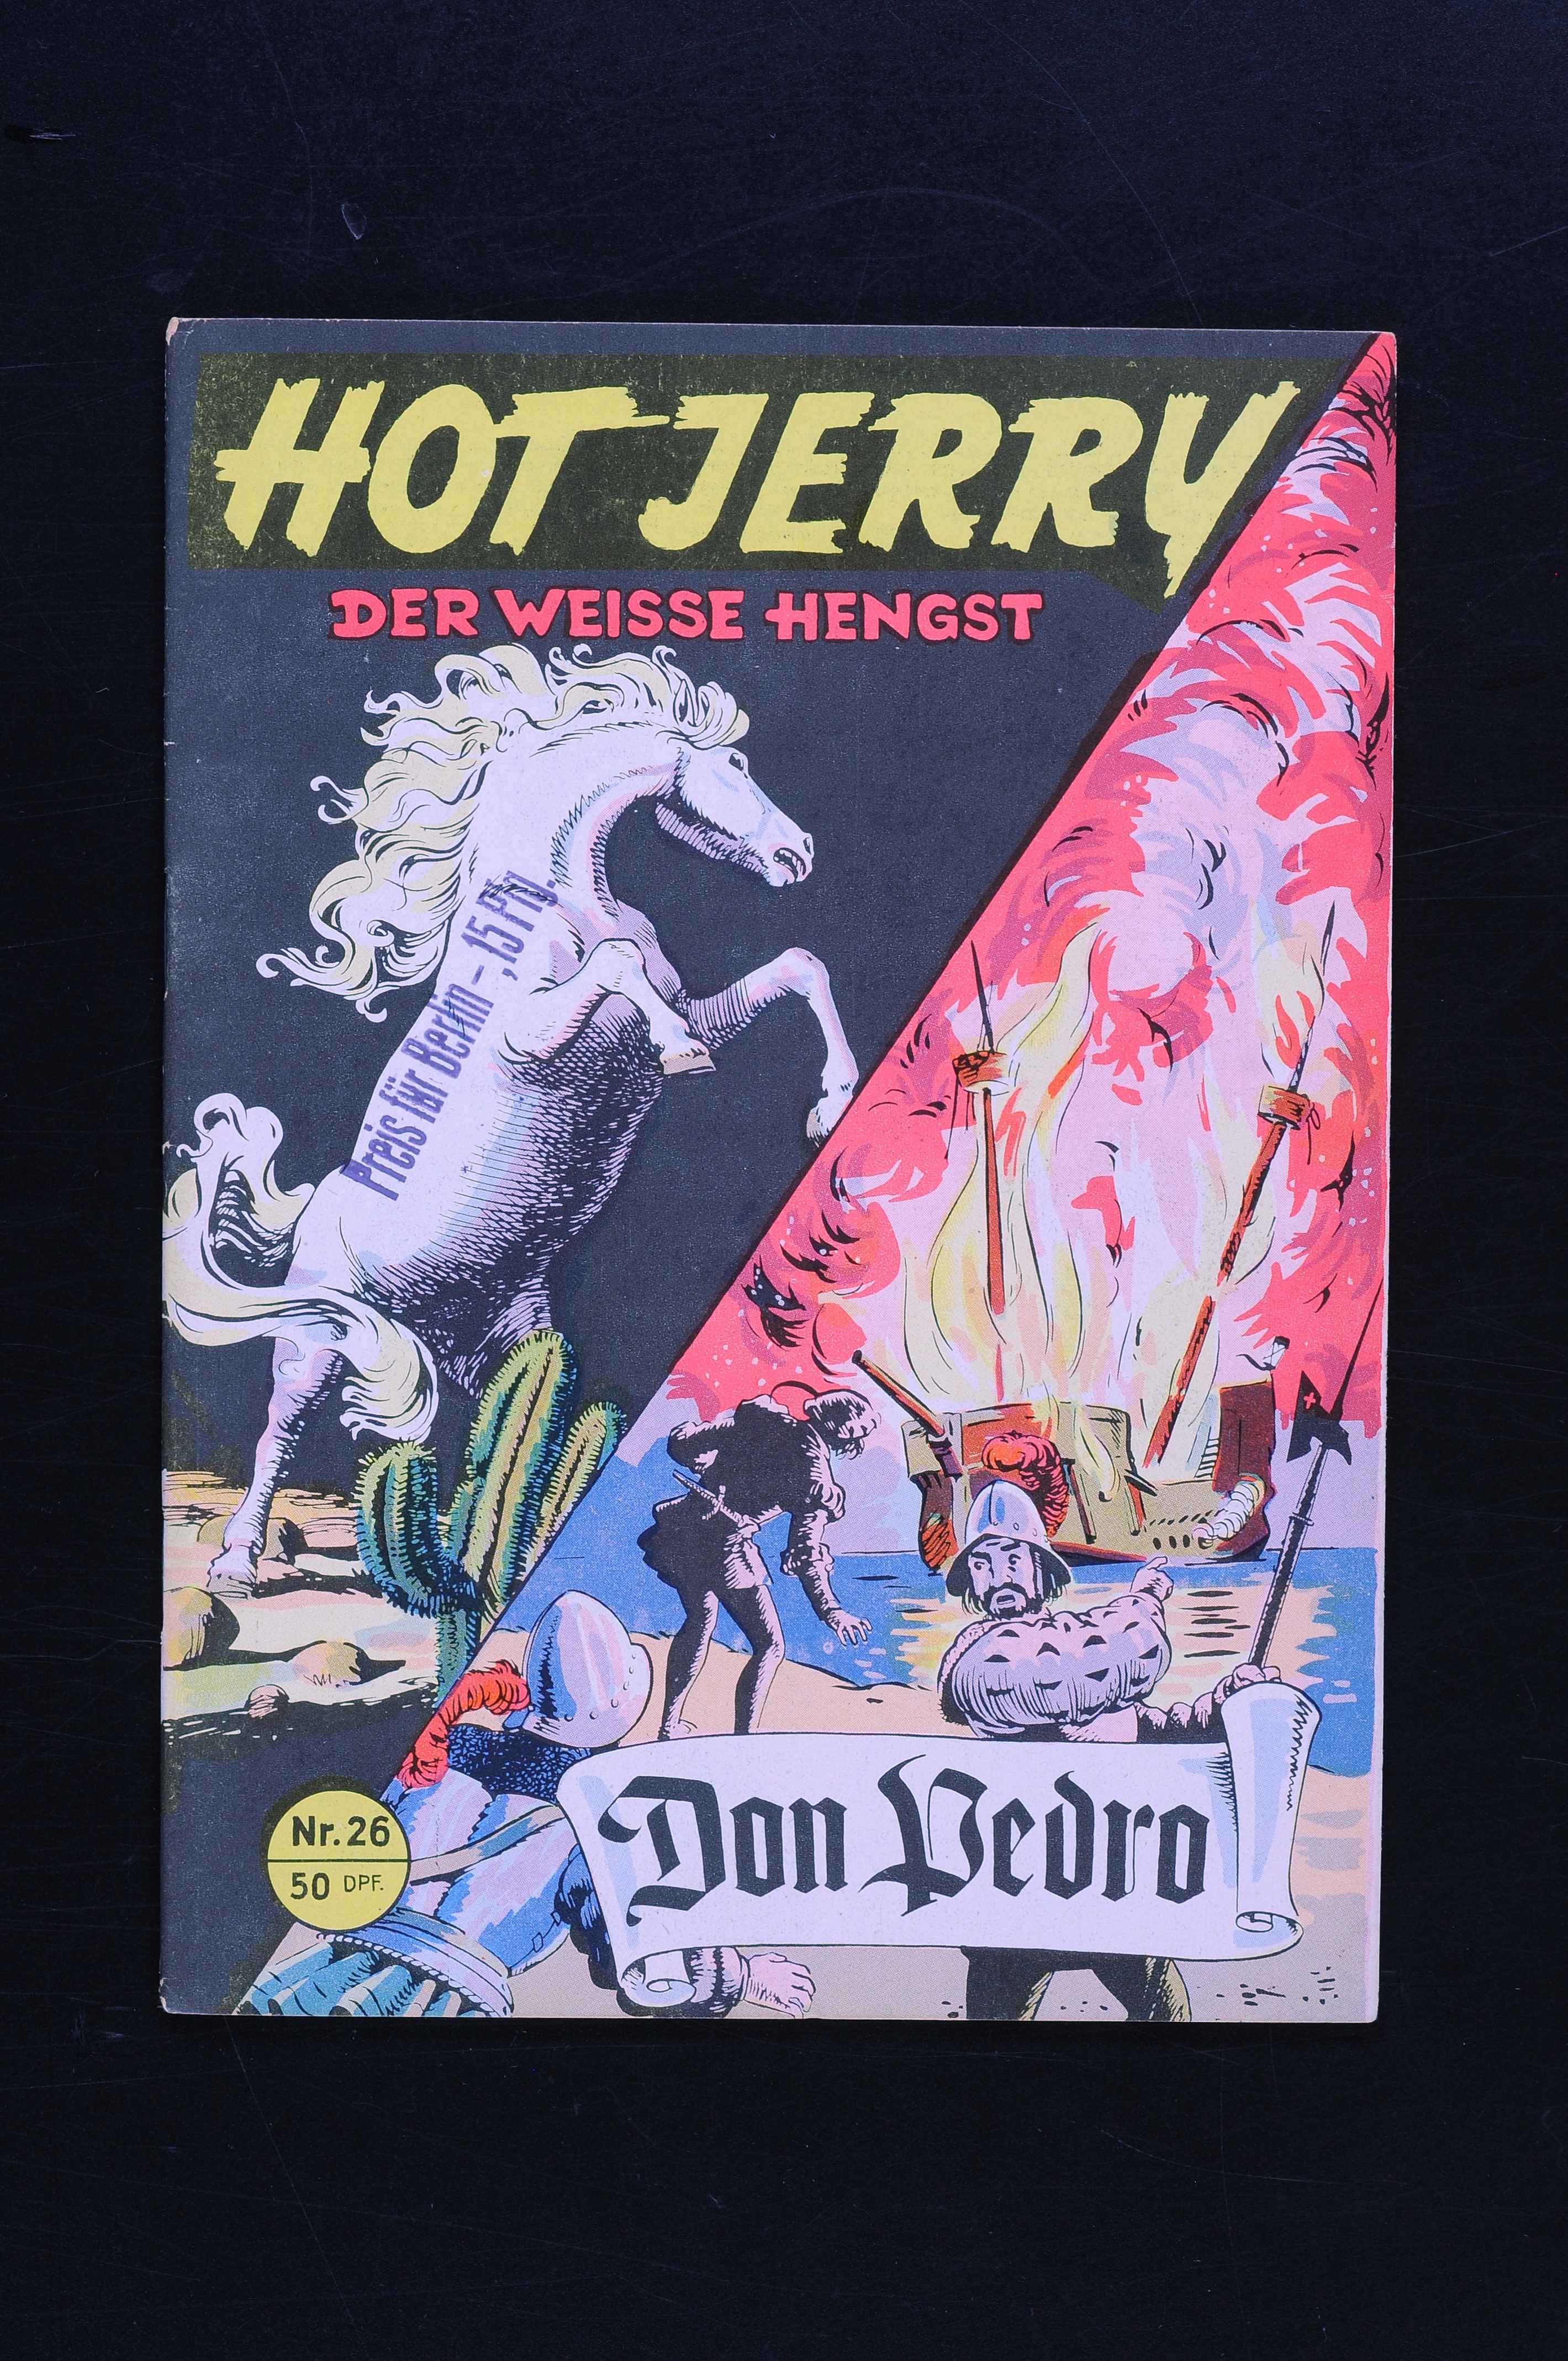 HOT JERRY
DER WEISSE HENGST
Preis für Berlin -,15 Pfg.
Nr. 26
50 DPF.
Don Pedro